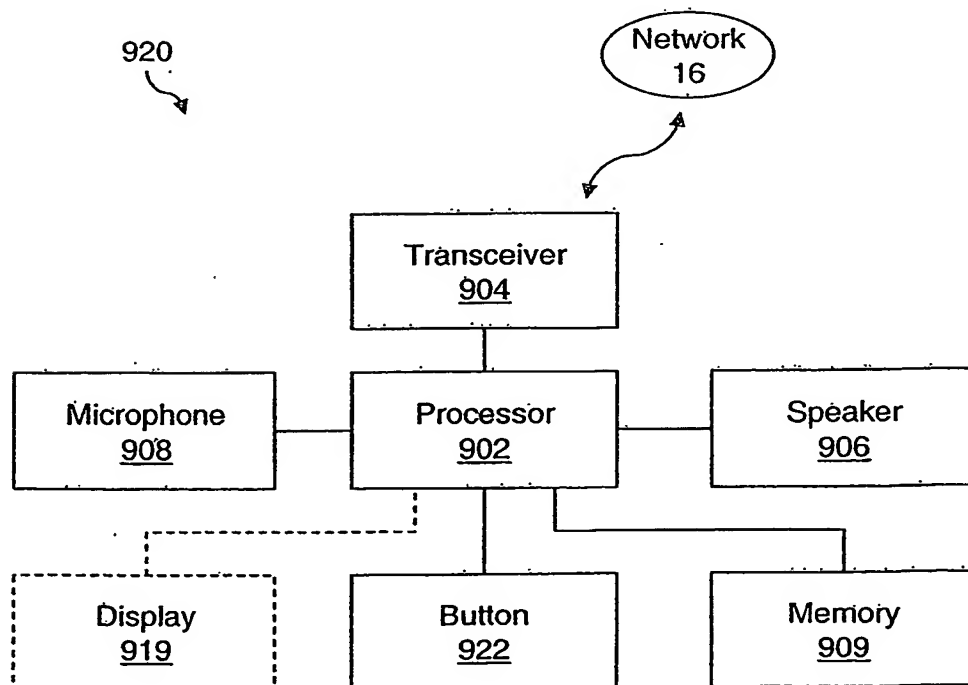 920
Network
16
Transceiver
904
Microphone
908
Processor
902
Speaker
906
Display
919
Button
922
Memory
909